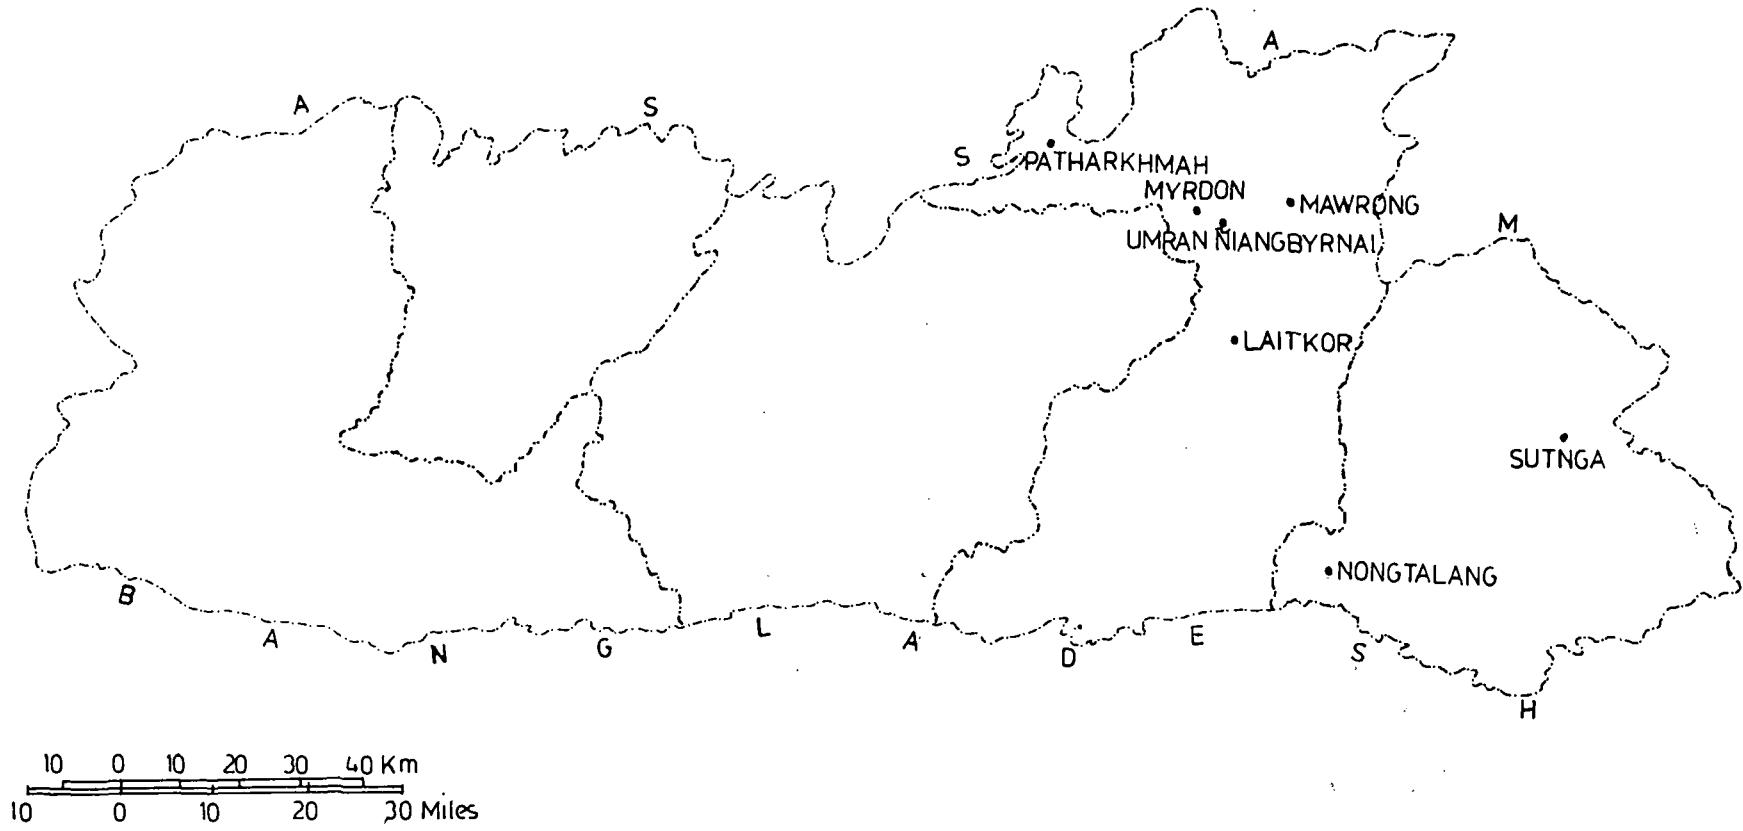 A
A
S
S
PATHARKHMAH
MYRDON
MAWRONG
UMRAN NIANGBYRNAI
M
LAITKOR
SUTNGA
NONGTALANG
B A N G L A D E S H
10 0 10 20 30 40 Km
10 0 10 20 30 Miles